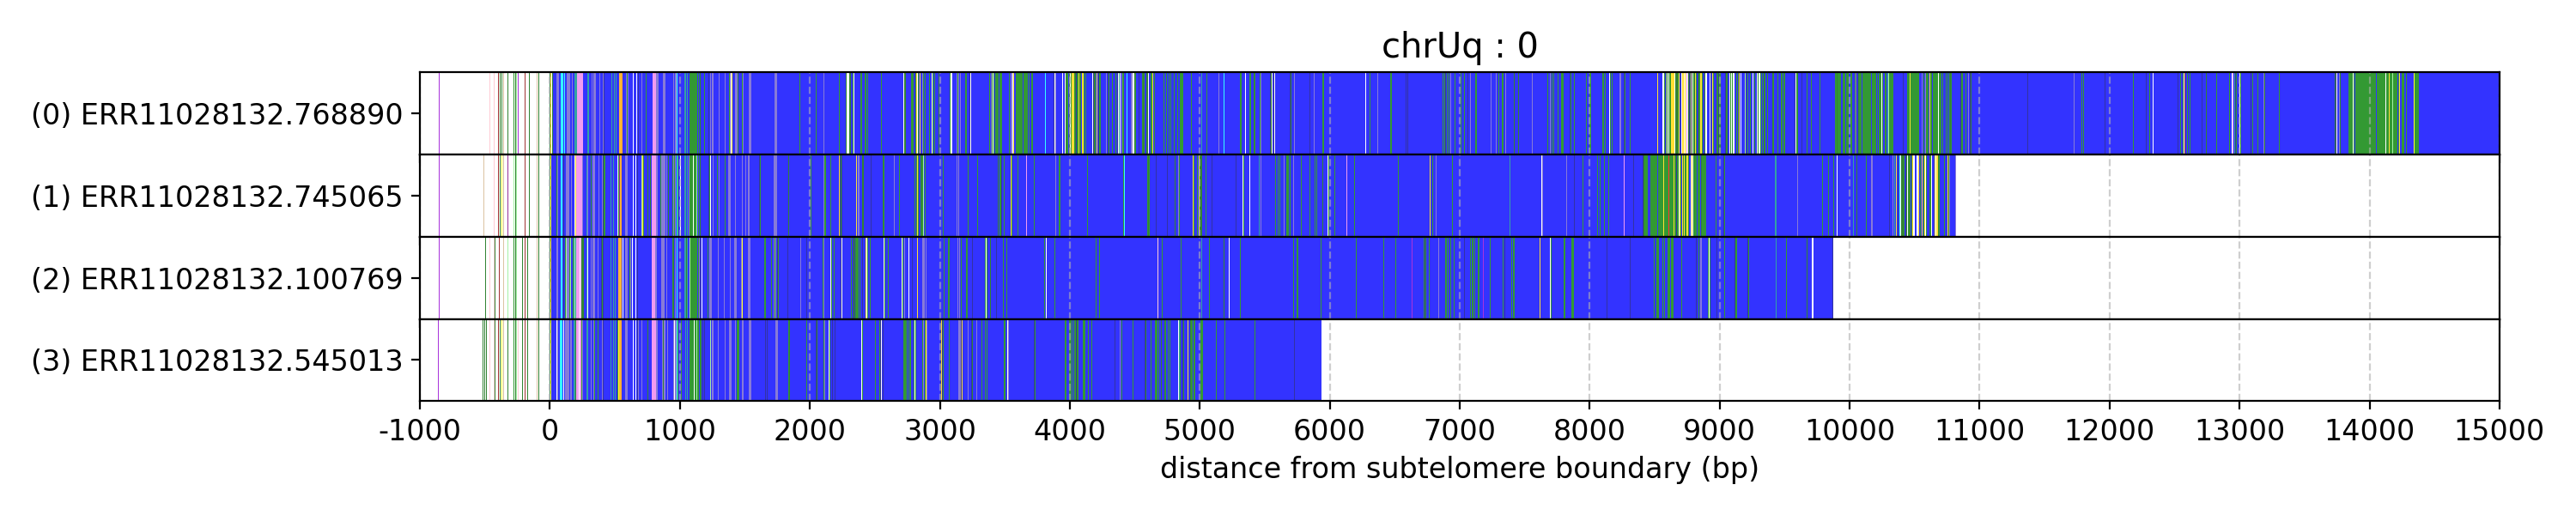 chrUq : 0
(0) ERR11028132.768890
(1) ERR11028132.745065
(2) ERR11028132.100769
(3) ERR11028132.545013
-1000 0 1000 2000 3000 4000 5000 6000 7000 8000 9000 10000 11000 12000 13000 14000 15000
distance from subtelomere boundary (bp)